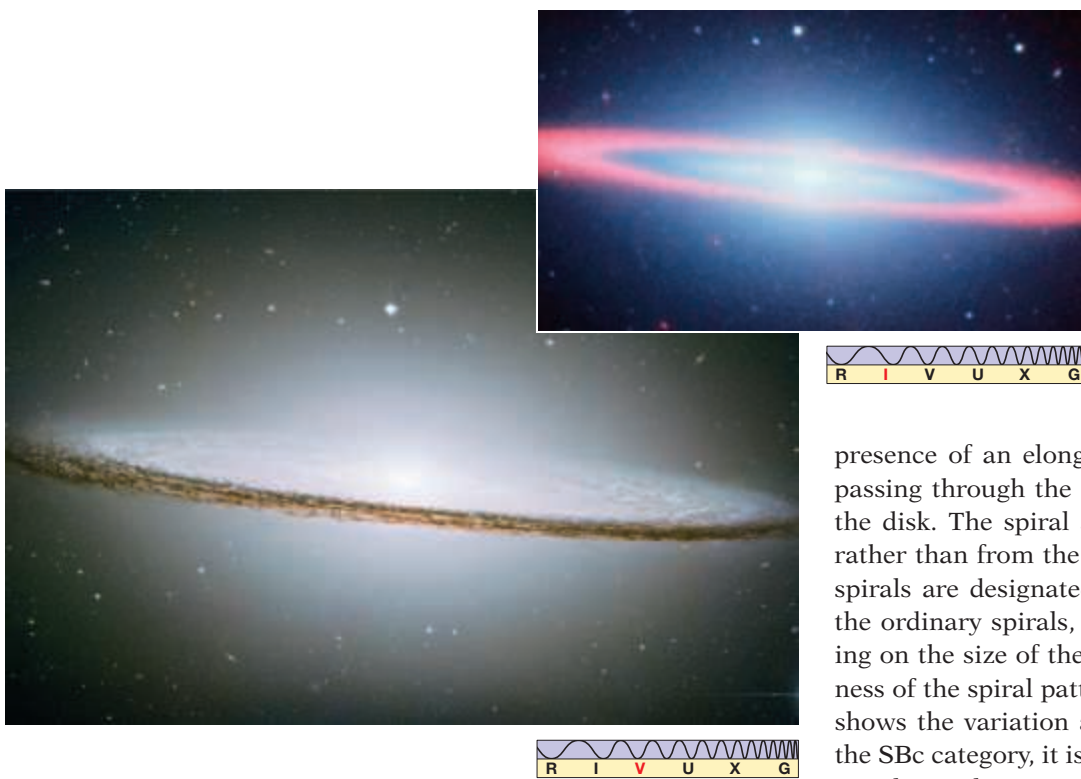 R I V U X G
presence of an elong
passing through the
the disk. The spiral
rather than from the
spirals are designate
the ordinary spirals,
ing on the size of the
ness of the spiral patt
shows the variation a
the SBc category, it is
R I V U X G